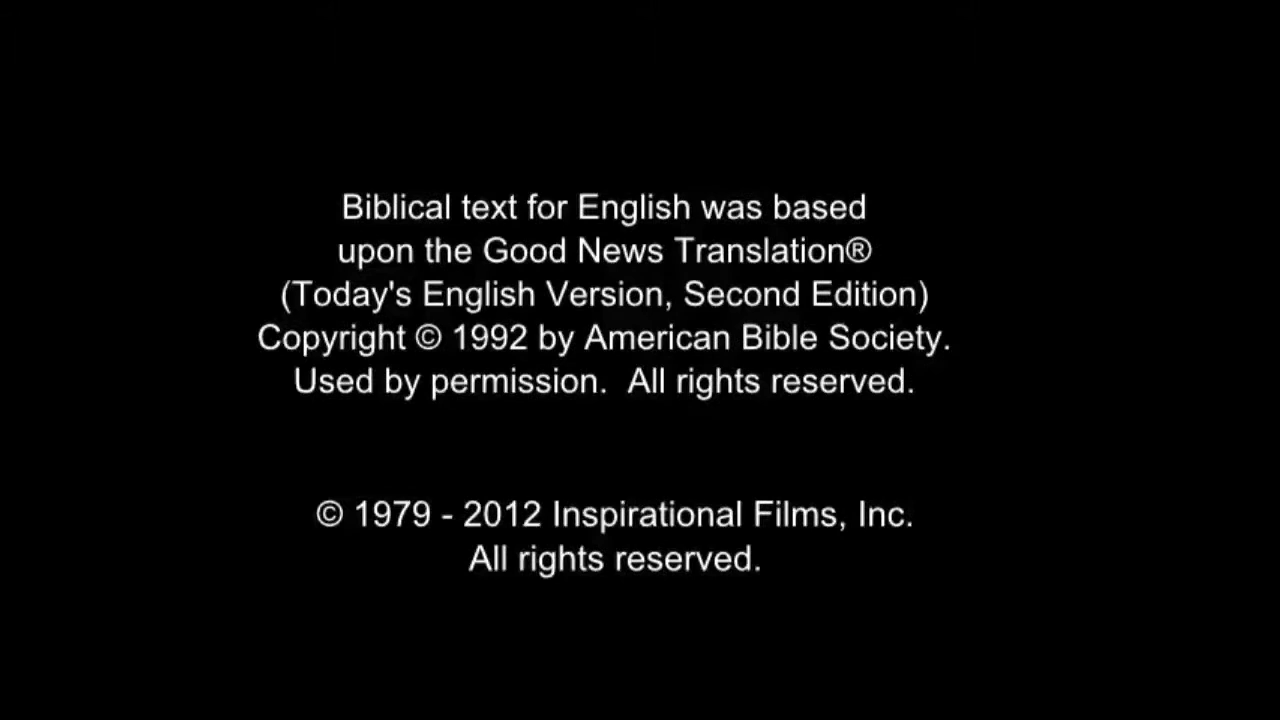 Biblical text for English was based
upon the Good News Translation®
(Today's English Version, Second Edition)
Copyright © 1992 by American Bible Society.
Used by permission.  All rights reserved.
© 1979 - 2012 Inspirational Films, Inc.
All rights reserved.